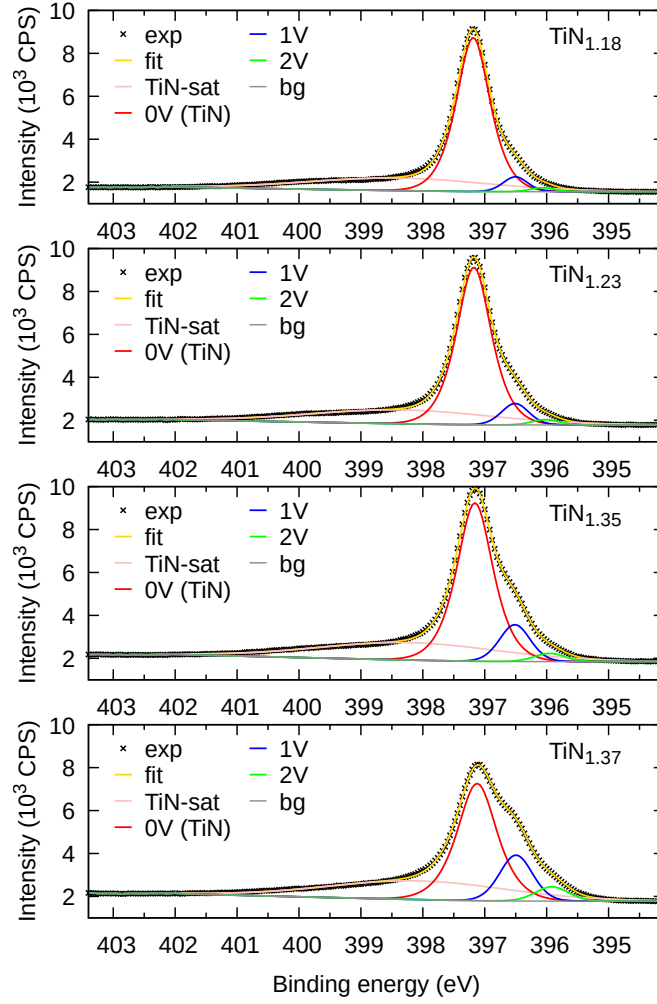 Intensity (10³ CPS)
10
8
6
4
2
exp
fit
TiN-sat
0V (TiN)
1V
2V
bg
TiN₁.₁₈
403 402 401 400 399 398 397 396 395
Intensity (10³ CPS)
10
8
6
4
2
exp
fit
TiN-sat
0V (TiN)
1V
2V
bg
TiN₁.₂₃
403 402 401 400 399 398 397 396 395
Intensity (10³ CPS)
10
8
6
4
2
exp
fit
TiN-sat
0V (TiN)
1V
2V
bg
TiN₁.₃₅
403 402 401 400 399 398 397 396 395
Intensity (10³ CPS)
10
8
6
4
2
exp
fit
TiN-sat
0V (TiN)
1V
2V
bg
TiN₁.₃₇
403 402 401 400 399 398 397 396 395
Binding energy (eV)